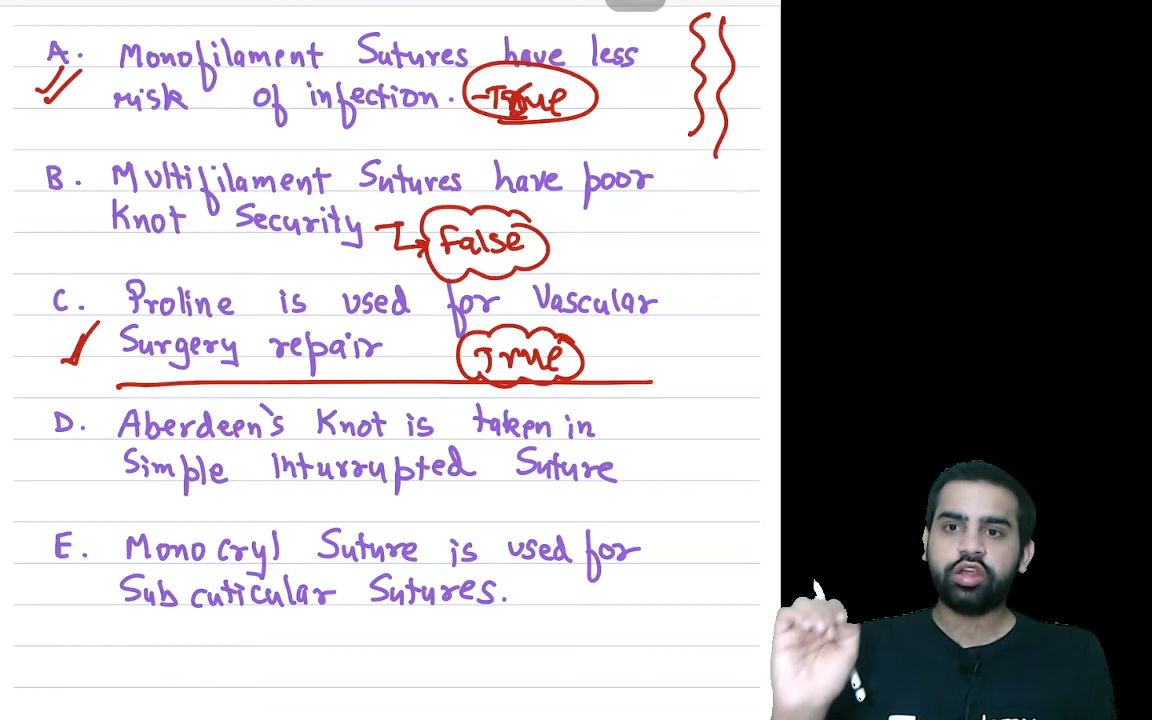 A. Monofilament Sutures have less
risk of infection. -True
B. Multifilament Sutures have poor
Knot Security → False
C. Proline is used for Vascular
Surgery repair True
D. Aberdeen's Knot is taken in
Simple Inturrupted Suture
E. Monocryl Suture is used for
Subcuticular Sutures.